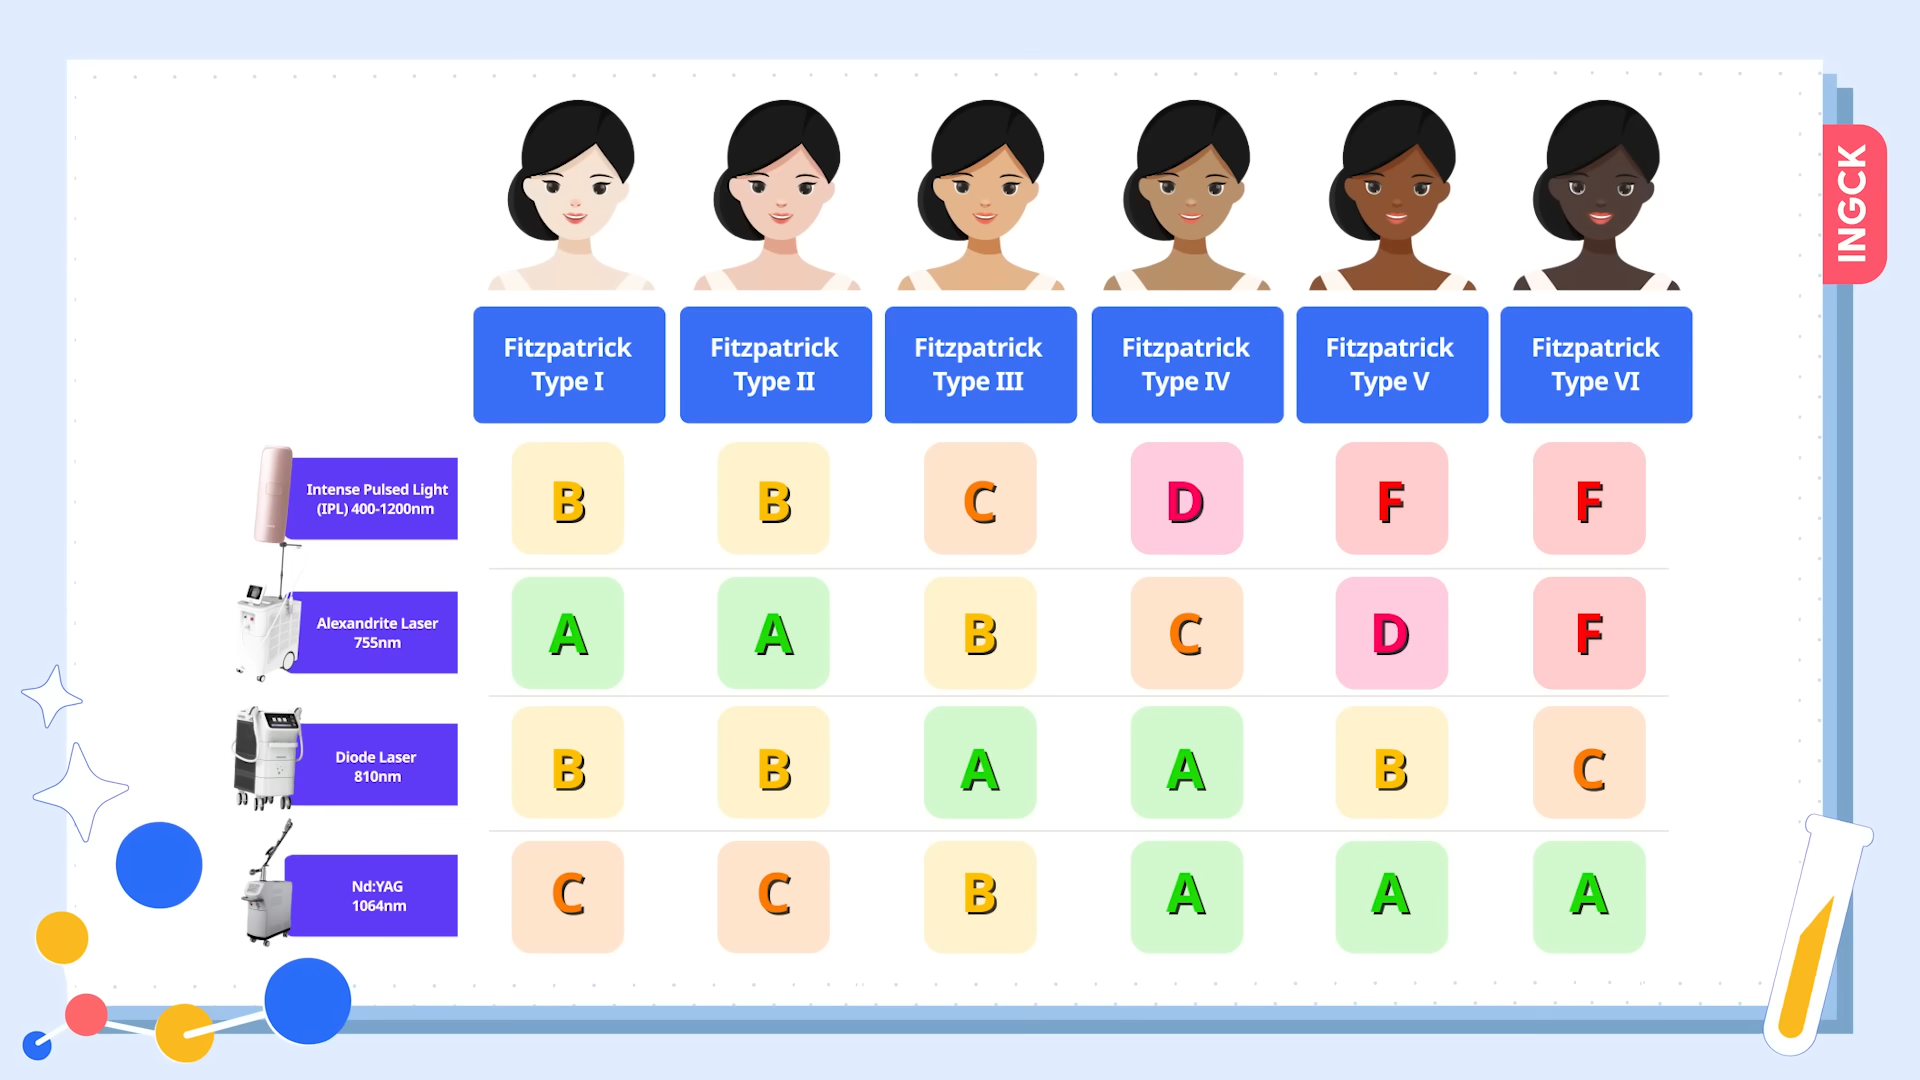 INGCK
Fitzpatrick
Type I
Fitzpatrick
Type II
Fitzpatrick
Type III
Fitzpatrick
Type IV
Fitzpatrick
Type V
Fitzpatrick
Type VI
Intense Pulsed Light
(IPL) 400-1200nm
B B C D F F
Alexandrite Laser
755nm
A A B C D F
Diode Laser
810nm
B B A A B C
Nd:YAG
1064nm
C C B A A A